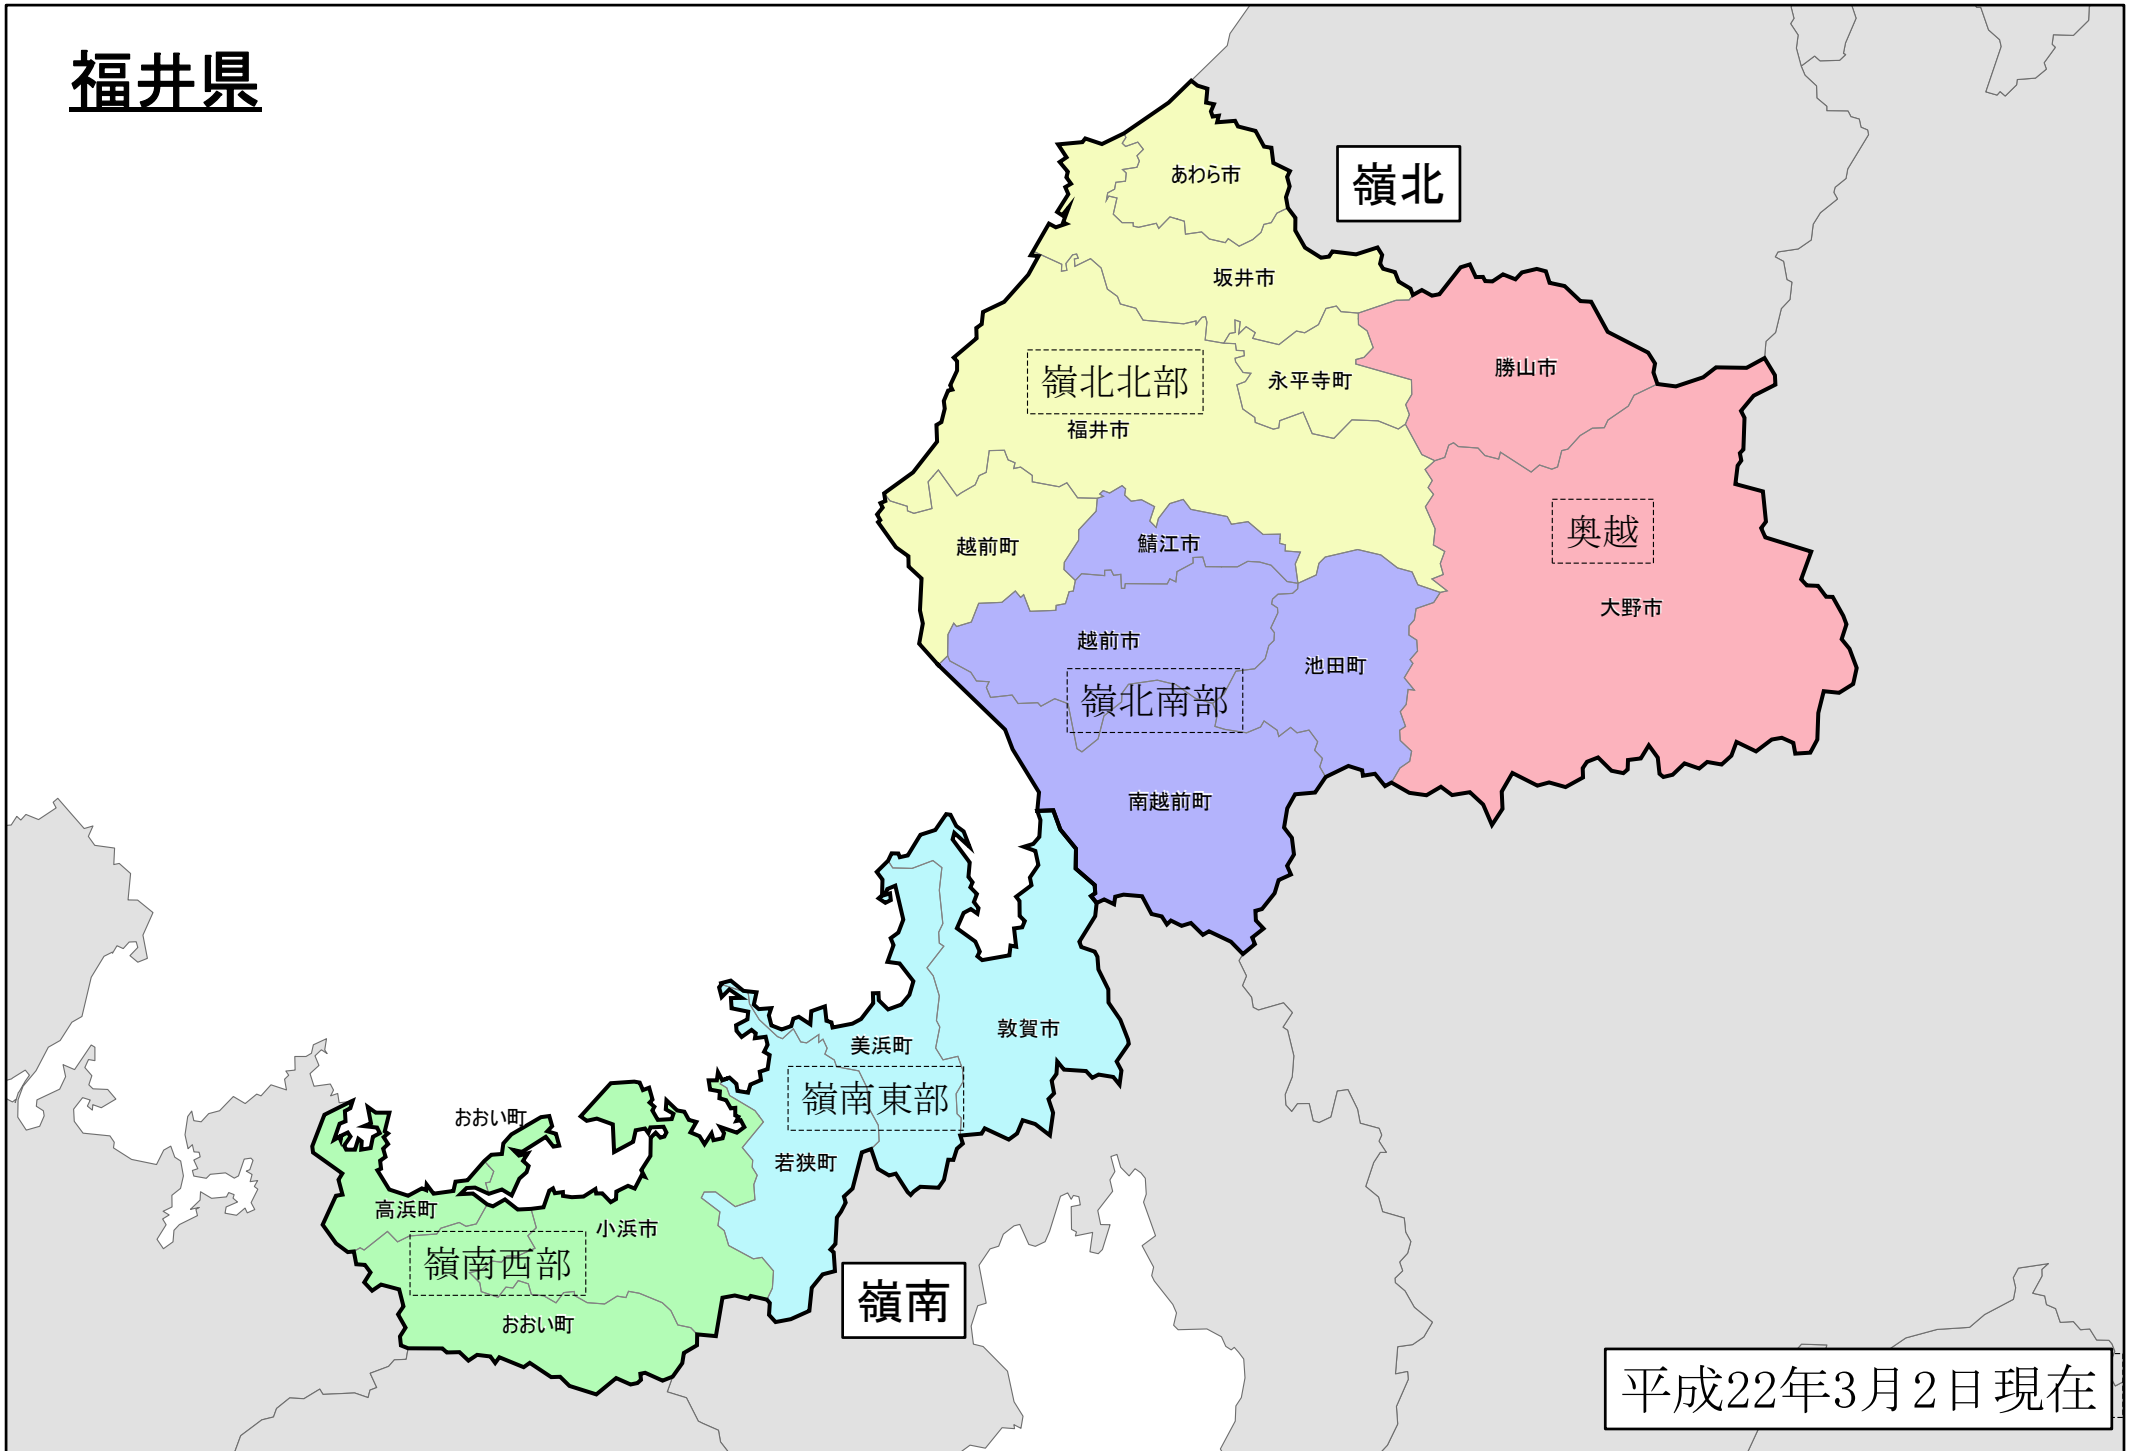 福井県
あわら市
嶺北
坂井市
勝山市
嶺北北部
永平寺町
福井市
奥越
越前町
鯖江市
大野市
越前市
池田町
嶺北南部
南越前町
敦賀市
美浜町
嶺南東部
おおい町
若狭町
高浜町
小浜市
嶺南西部
嶺南
おおい町
平成22年3月2日現在